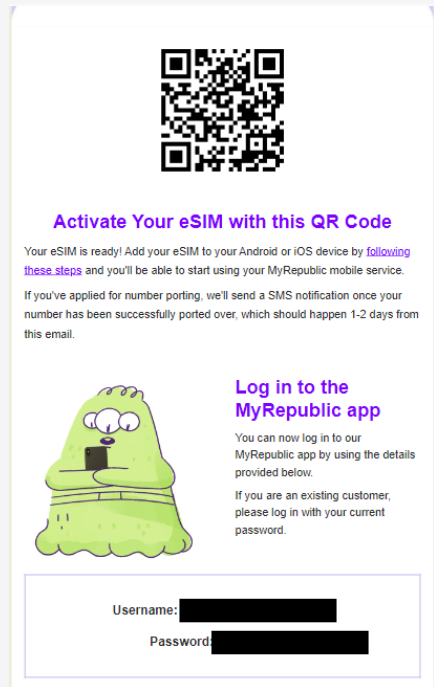 Activate Your eSIM with this QR Code
Your eSIM is ready! Add your eSIM to your Android or iOS device by following
these steps and you'll be able to start using your MyRepublic mobile service.
If you've applied for number porting, we'll send a SMS notification once your
number has been successfully ported over, which should happen 1-2 days from
this email.
Log in to the
MyRepublic app
You can now log in to our
MyRepublic app by using the details
provided below.
If you are an existing customer,
please log in with your current
password.
Username:
Password: